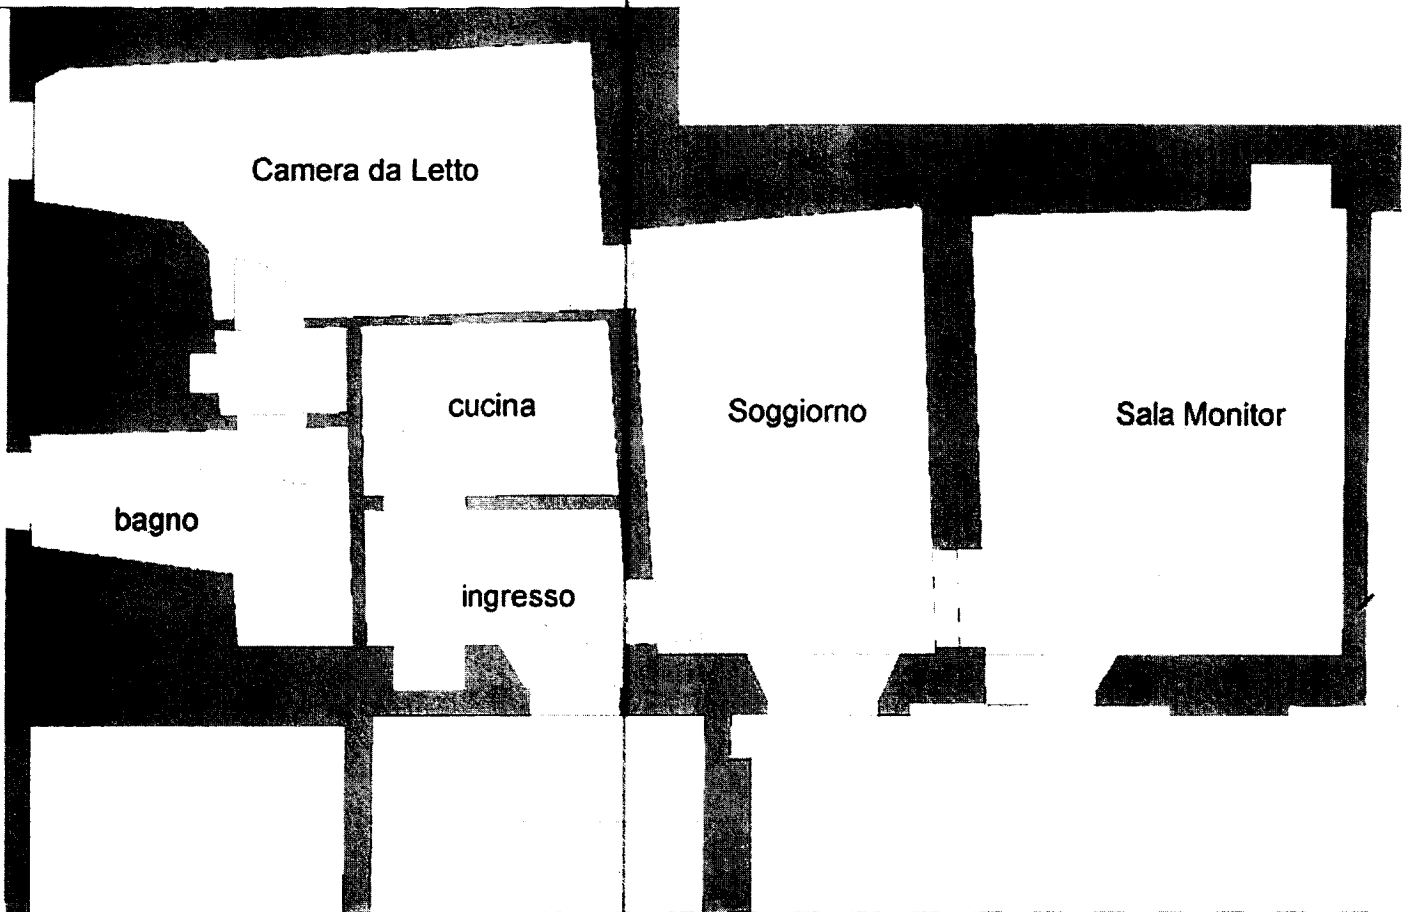 Camera da Letto
cucina
Soggiorno
Sala Monitor
bagno
ingresso